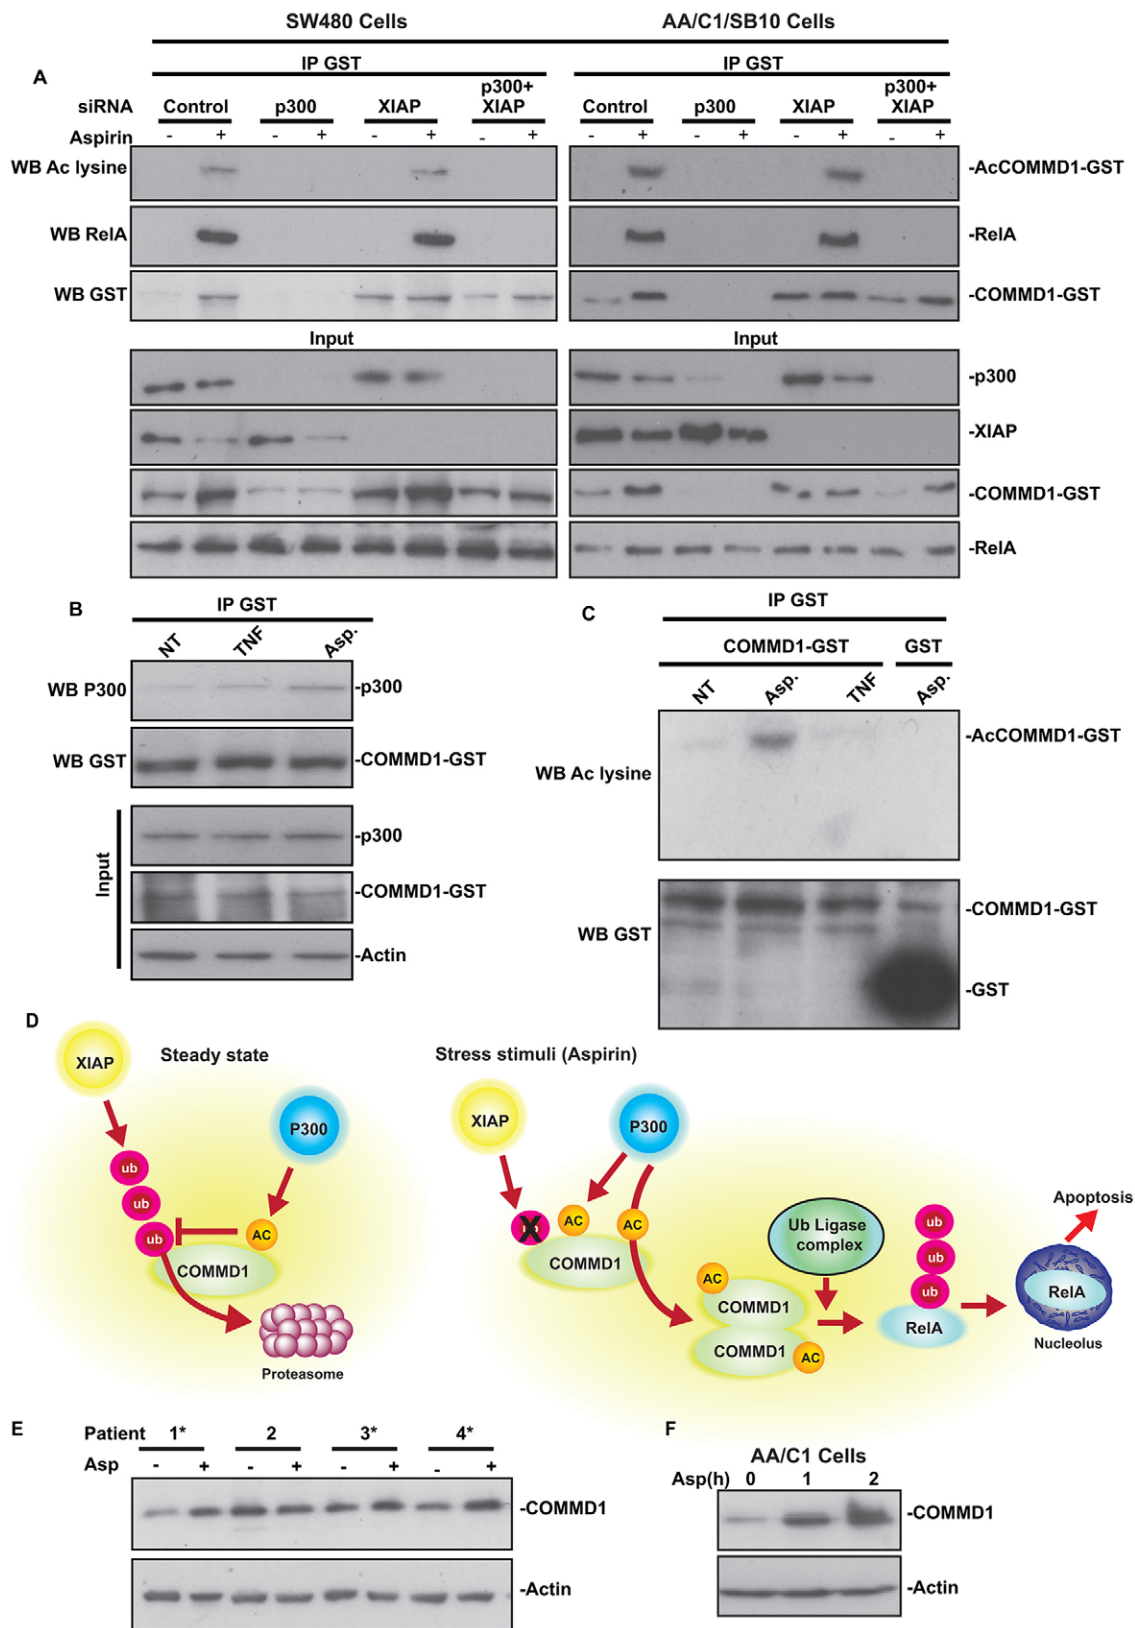 SW480 Cells
AA/C1/SB10 Cells
A
IP GST
IP GST
siRNA
Control
p300
XIAP
p300+
XIAP
Control
p300
XIAP
p300+
XIAP
Aspirin
- + - + - + - +
- + - + - + - +
WB Ac lysine
-AcCOMMD1-GST
WB RelA
-RelA
WB GST
-COMMD1-GST
Input
Input
-p300
-XIAP
-COMMD1-GST
-RelA
B
IP GST
NT
TNF
Asp.
WB P300
-p300
WB GST
-COMMD1-GST
Input
-p300
-COMMD1-GST
-Actin
C
IP GST
COMMD1-GST
GST
NT
Asp.
TNF
Asp.
WB Ac lysine
-AcCOMMD1-GST
WB GST
-COMMD1-GST
-GST
D
Steady state
XIAP
P300
ub
ub
ub
AC
COMMD1
Proteasome
Stress stimuli (Aspirin)
XIAP
P300
X
AC
AC
COMMD1
AC
COMMD1
COMMD1
AC
Ub Ligase
complex
ub
ub
ub
RelA
Apoptosis
RelA
Nucleolus
E
Patient 1* 2 3* 4*
Asp - + - + - + - +
-COMMD1
-Actin
F
AA/C1 Cells
Asp(h) 0 1 2
-COMMD1
-Actin